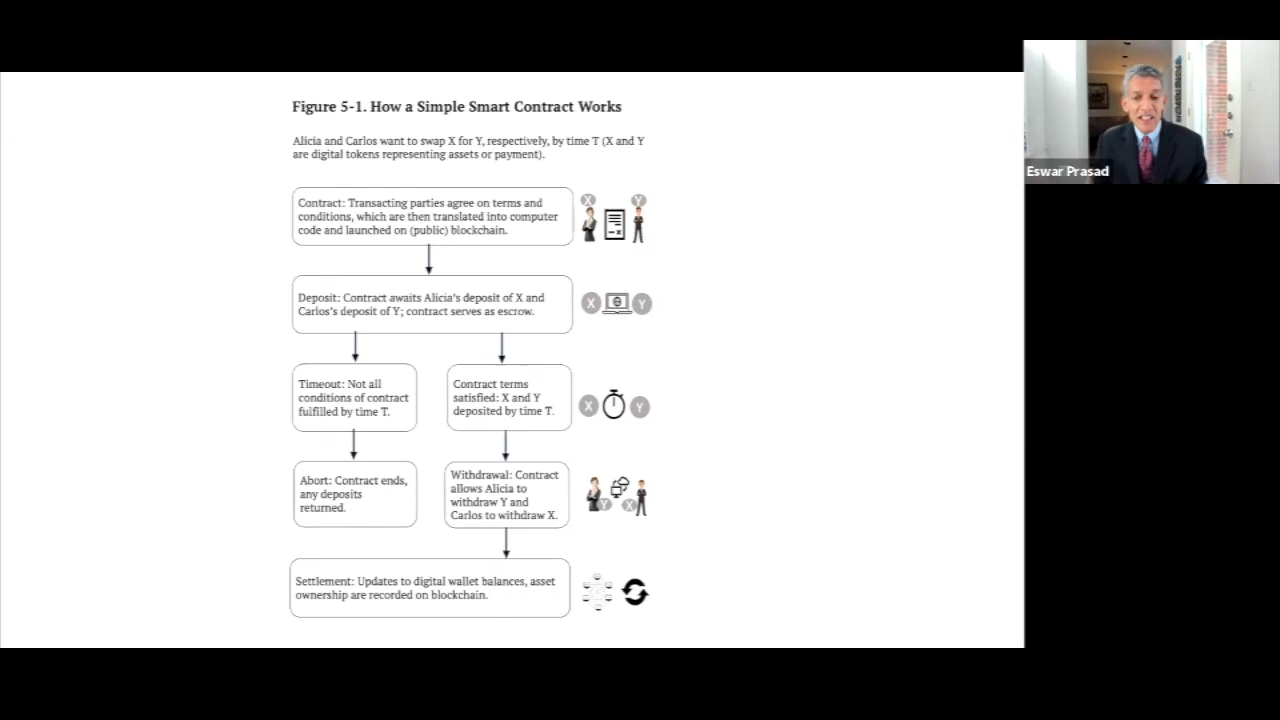 Figure 5-1. How a Simple Smart Contract Works
Alicia and Carlos want to swap X for Y, respectively, by time T (X and Y
are digital tokens representing assets or payment).
Contract: Transacting parties agree on terms and
conditions, which are then translated into computer
code and launched on (public) blockchain.
X
Y
Deposit: Contract awaits Alicia's deposit of X and
Carlos's deposit of Y; contract serves as escrow.
X
Y
Timeout: Not all
conditions of contract
fulfilled by time T.
Contract terms
satisfied: X and Y
deposited by time T.
X
Y
Abort: Contract ends,
any deposits
returned.
Withdrawal: Contract
allows Alicia to
withdraw Y and
Carlos to withdraw X.
Y
X
Settlement: Updates to digital wallet balances, asset
ownership are recorded on blockchain.
Eswar Prasad